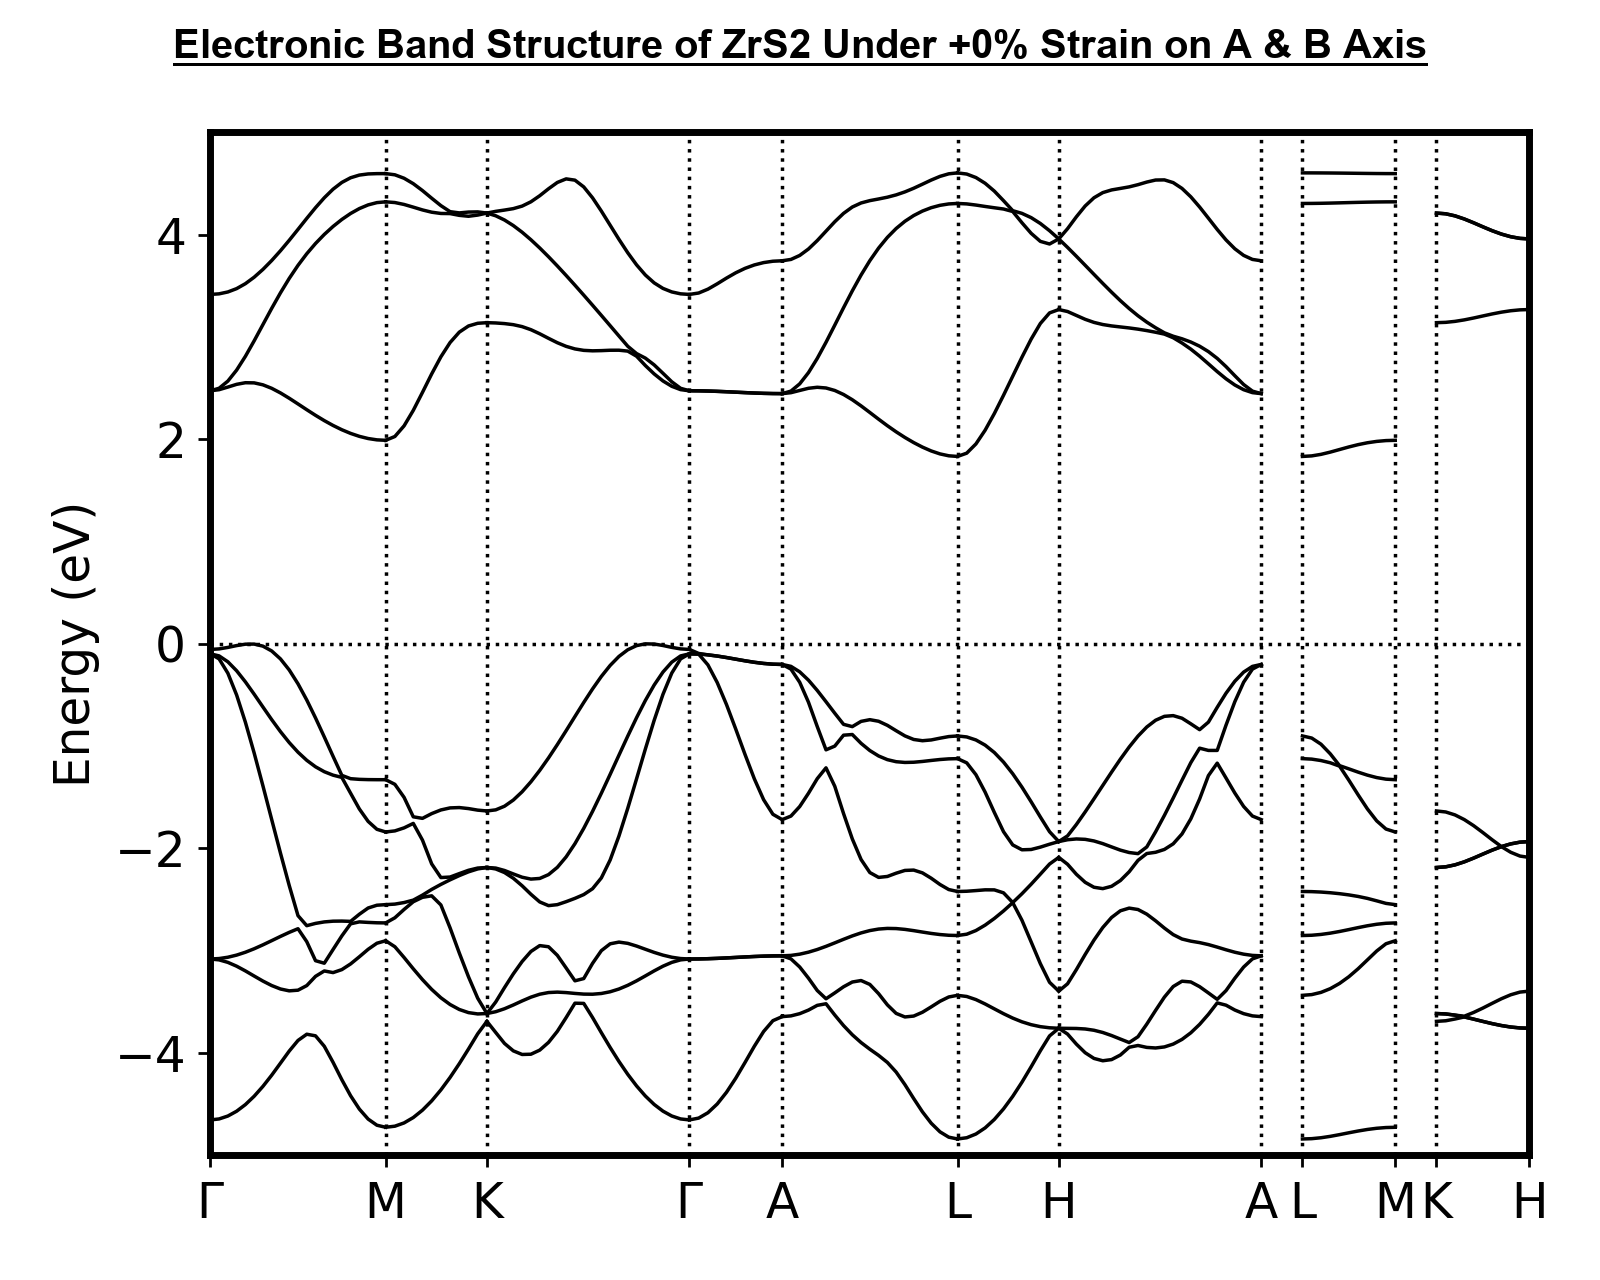 Electronic Band Structure of ZrS2 Under +0% Strain on A & B Axis
Energy (eV)
4
2
0
−2
−4
Γ M K Γ A L H A L M K H